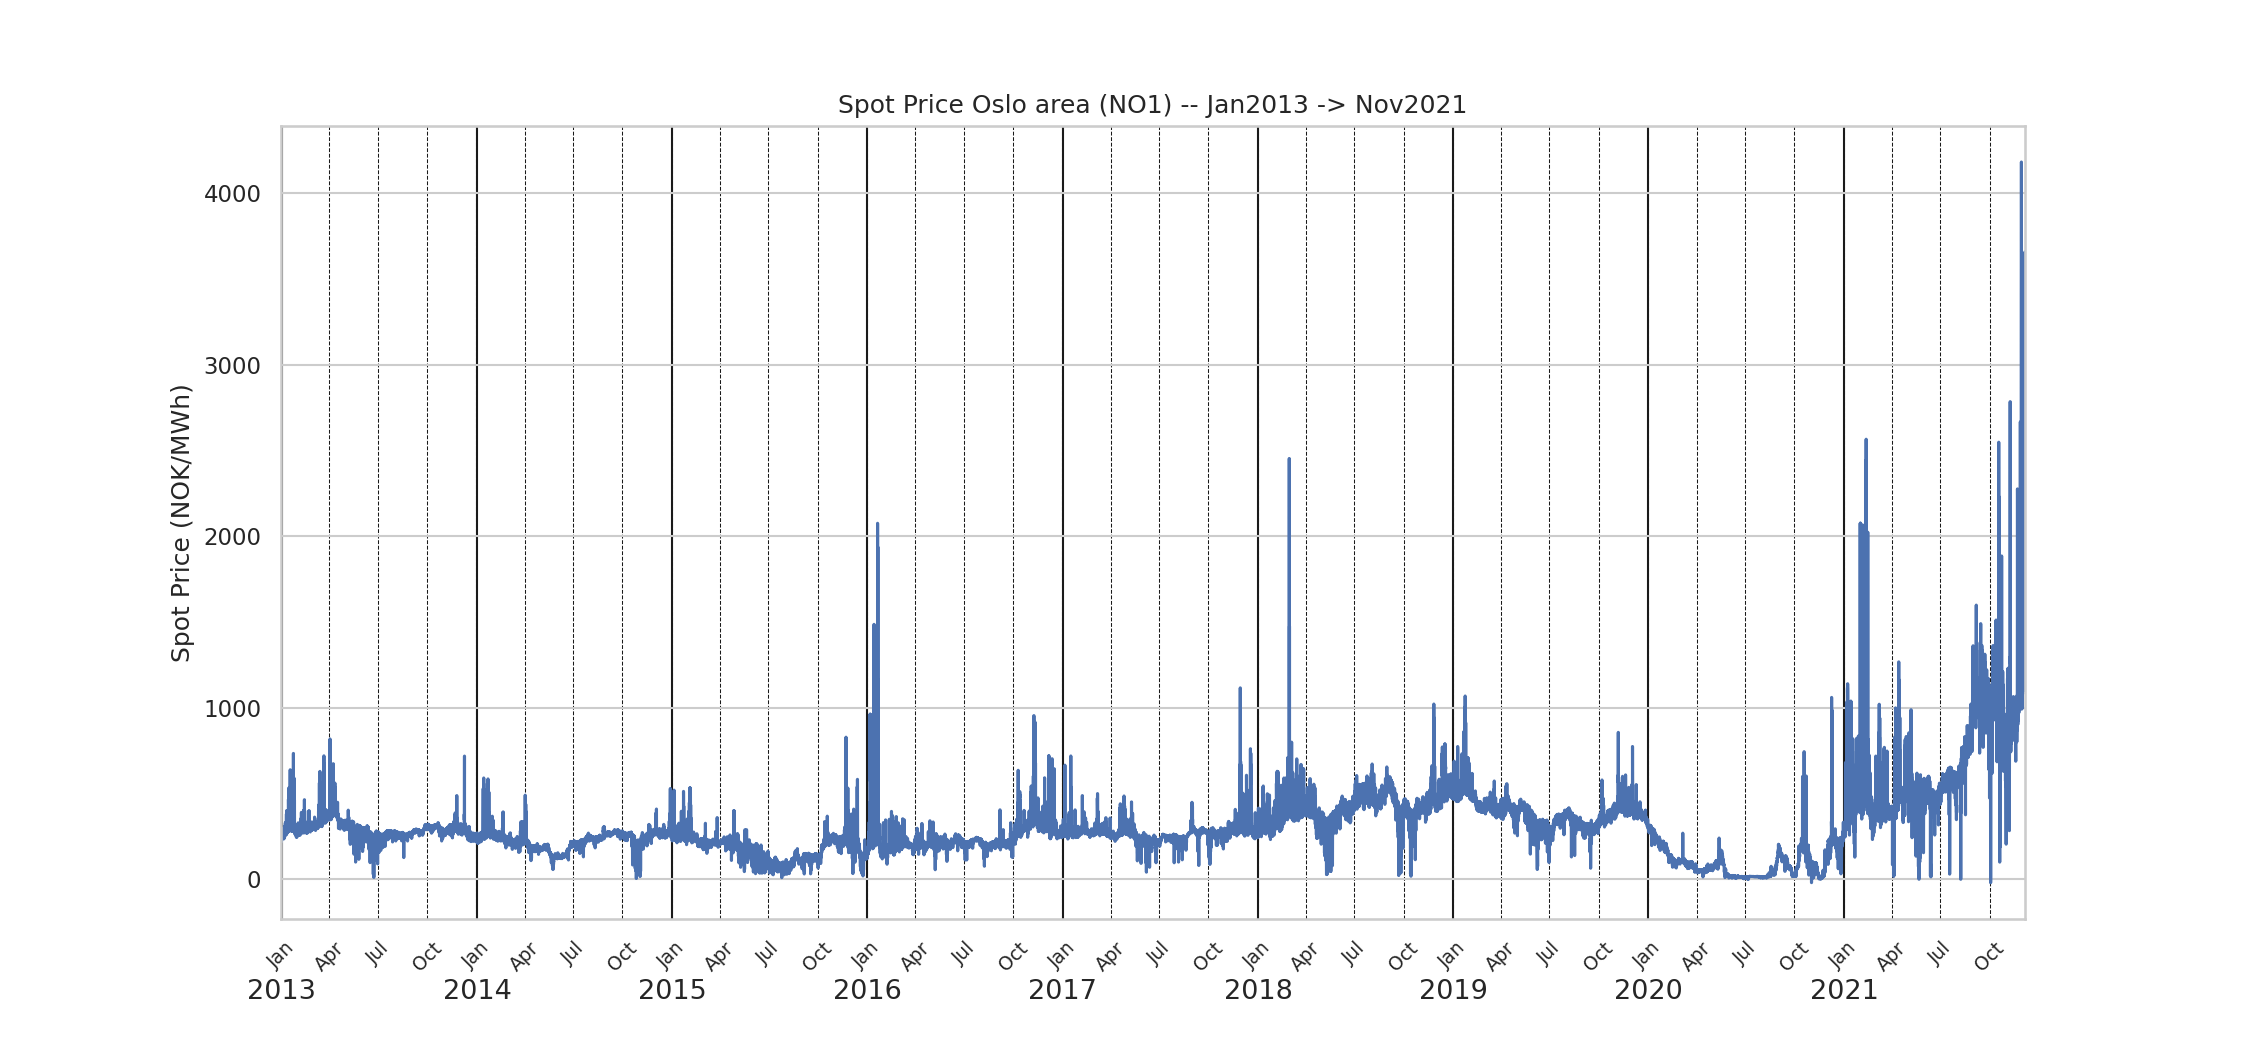 Spot Price Oslo area (NO1) -- Jan2013 -> Nov2021
Spot Price (NOK/MWh)
4000
3000
2000
1000
0
Jan Apr Jul Oct Jan Apr Jul Oct Jan Apr Jul Oct Jan Apr Jul Oct Jan Apr Jul Oct Jan Apr Jul Oct Jan Apr Jul Oct Jan Apr Jul Oct Jan Apr Jul Oct
2013 2014 2015 2016 2017 2018 2019 2020 2021